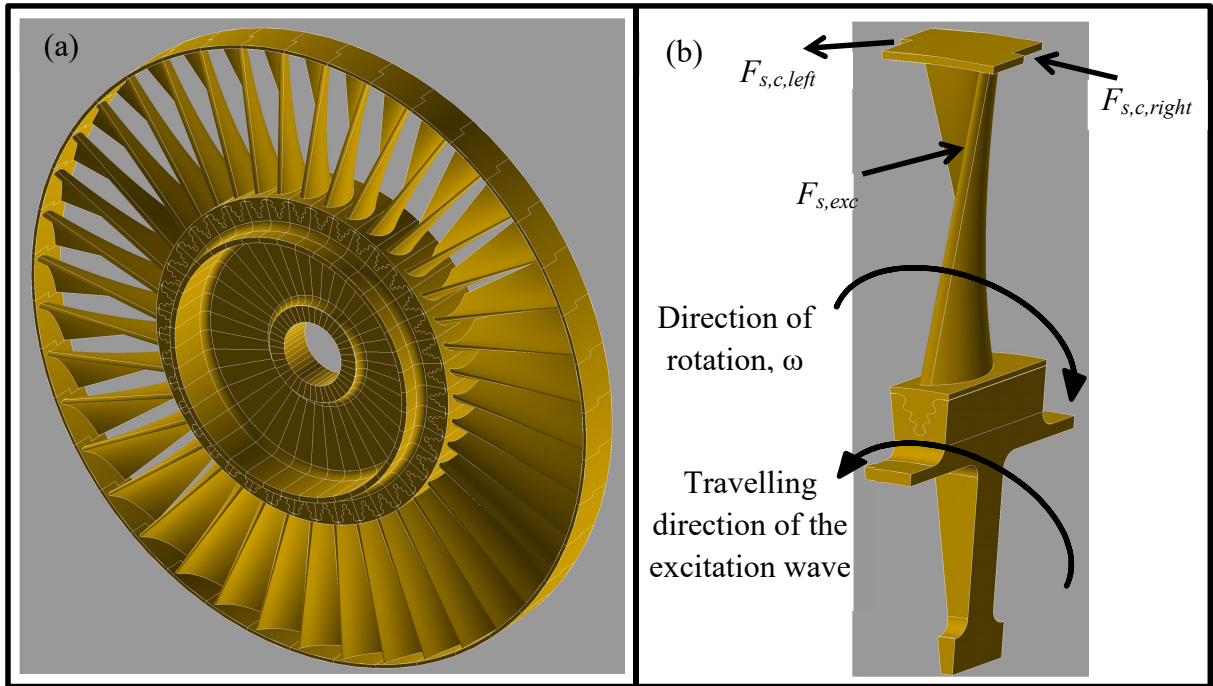 (a)
(b)
F_{s,c,left}
F_{s,c,right}
F_{s,exc}
Direction of
rotation, ω
Travelling
direction of the
excitation wave